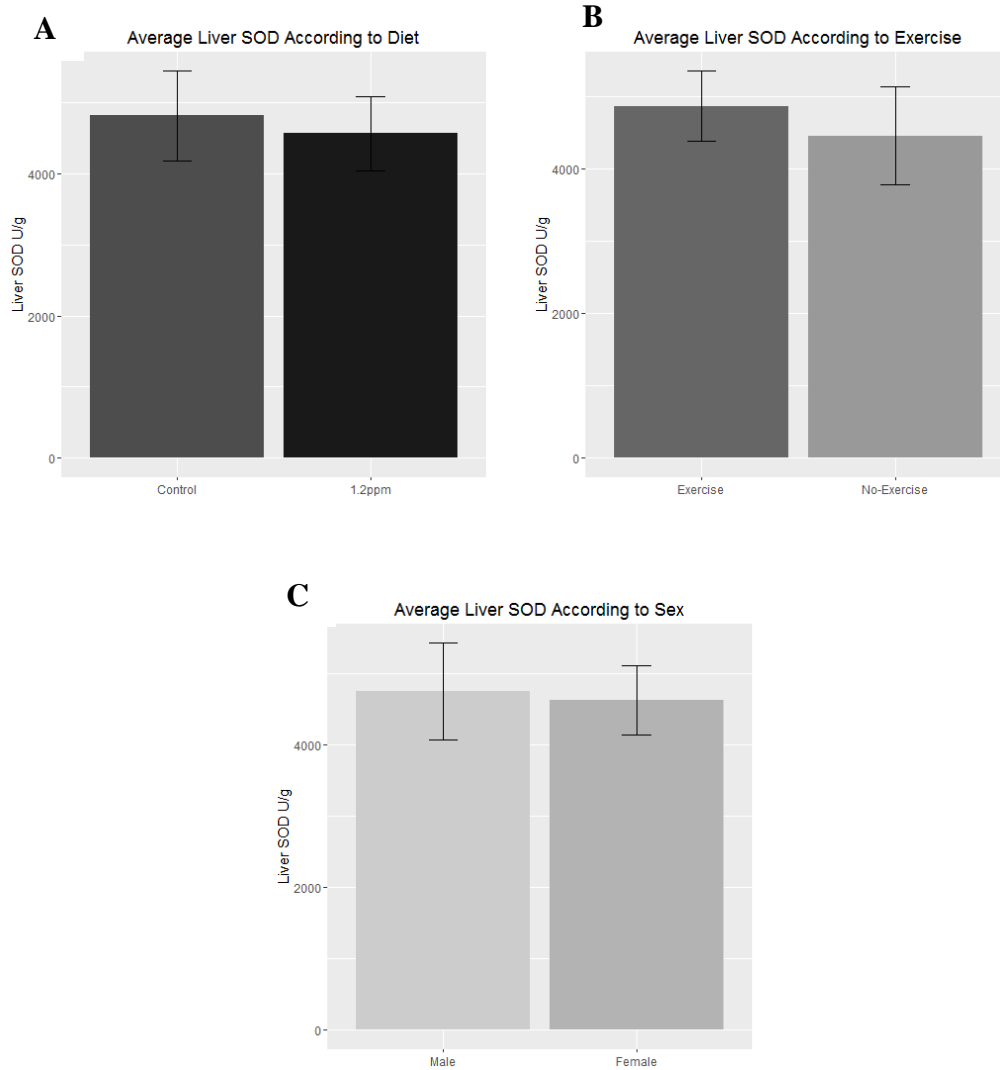 A
Average Liver SOD According to Diet
Liver SOD U/g
4000
2000
0
Control
1.2ppm
B
Average Liver SOD According to Exercise
Liver SOD U/g
4000
2000
0
Exercise
No-Exercise
C
Average Liver SOD According to Sex
Liver SOD U/g
4000
2000
0
Male
Female